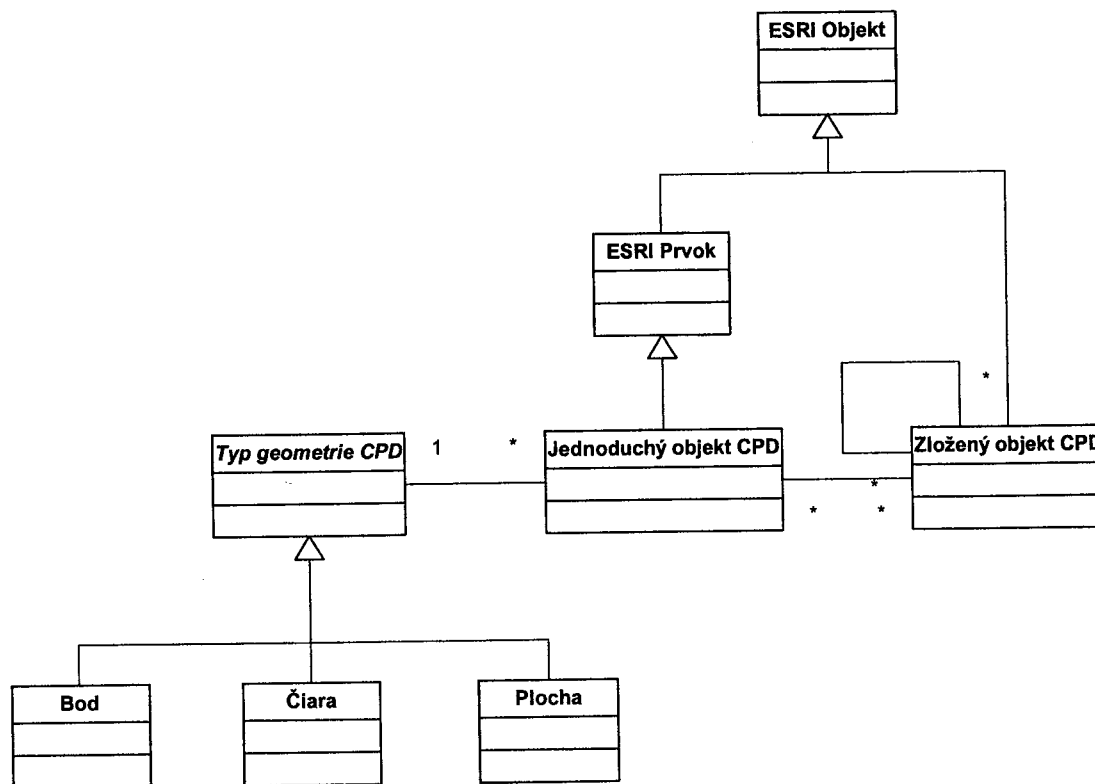 ESRI Objekt
ESRI Prvok
*
Typ geometrie CPD
1
*
Jednoduchý objekt CPD
Zložený objekt CPD
*
*
*
Bod
Čiara
Plocha